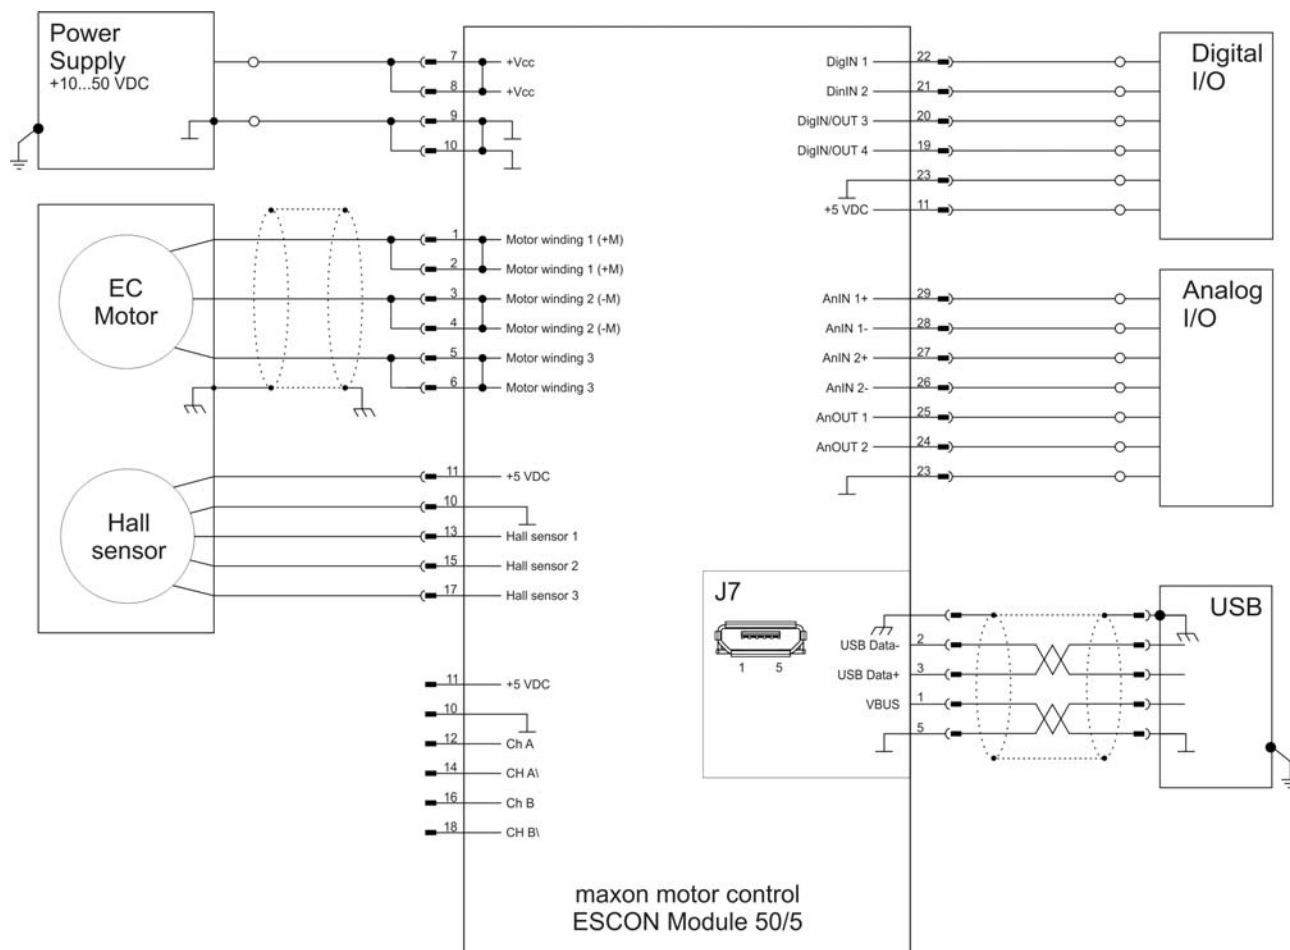 Power
Supply
+10...50 VDC
7 +Vcc
8 +Vcc
9
10
EC
Motor
1 Motor winding 1 (+M)
2 Motor winding 1 (+M)
3 Motor winding 2 (-M)
4 Motor winding 2 (-M)
5 Motor winding 3
6 Motor winding 3
Hall
sensor
11 +5 VDC
10
13 Hall sensor 1
15 Hall sensor 2
17 Hall sensor 3
11 +5 VDC
10
12 Ch A
14 CH A\
16 Ch B
18 CH B\
DigIN 1 22
DinIN 2 21
DigIN/OUT 3 20
DigIN/OUT 4 19
23
+5 VDC 11
Digital
I/O
AnIN 1+ 29
AnIN 1- 28
AnIN 2+ 27
AnIN 2- 26
AnOUT 1 25
AnOUT 2 24
23
Analog
I/O
J7
1 5
USB Data- 2
USB Data+ 3
VBUS 1
5
USB
maxon motor control
ESCON Module 50/5